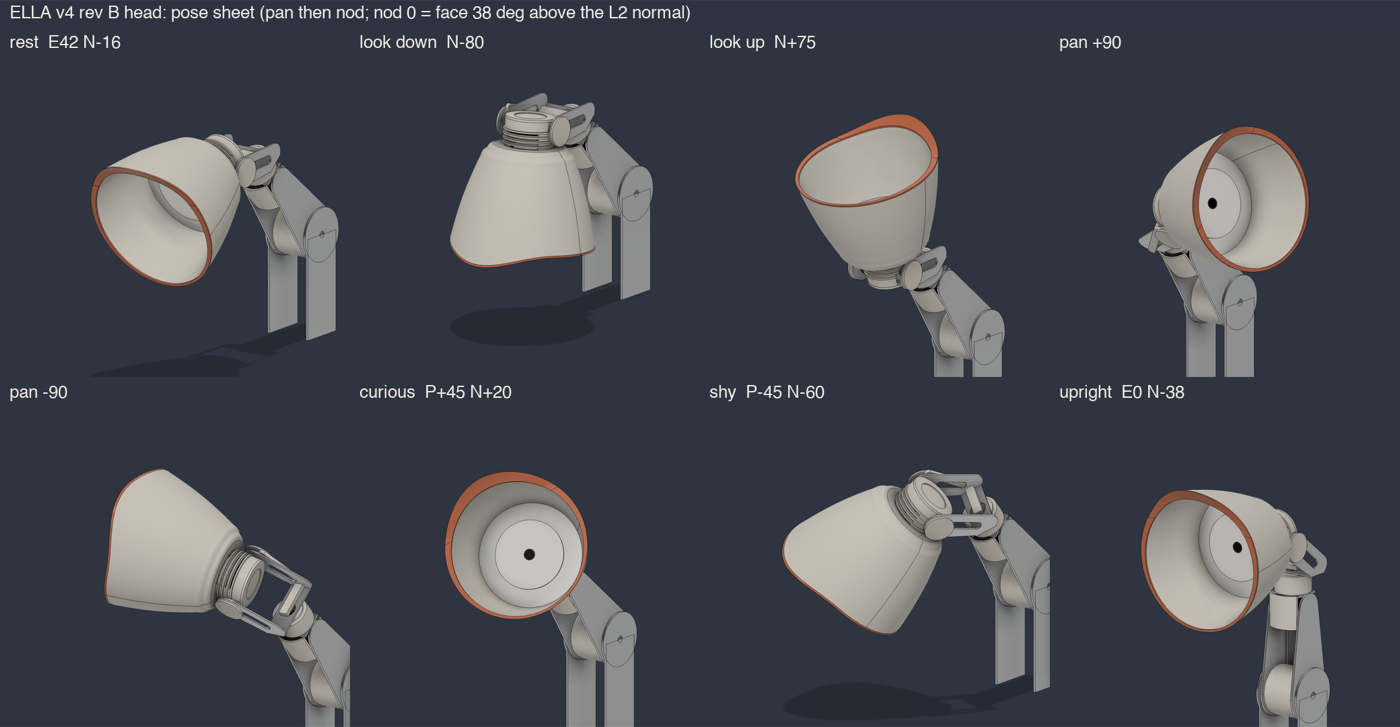 ELLA v4 rev B head: pose sheet (pan then nod; nod 0 = face 38 deg above the L2 normal)
rest  E42 N-16
look down  N-80
look up  N+75
pan +90
pan -90
curious  P+45 N+20
shy  P-45 N-60
upright  E0 N-38